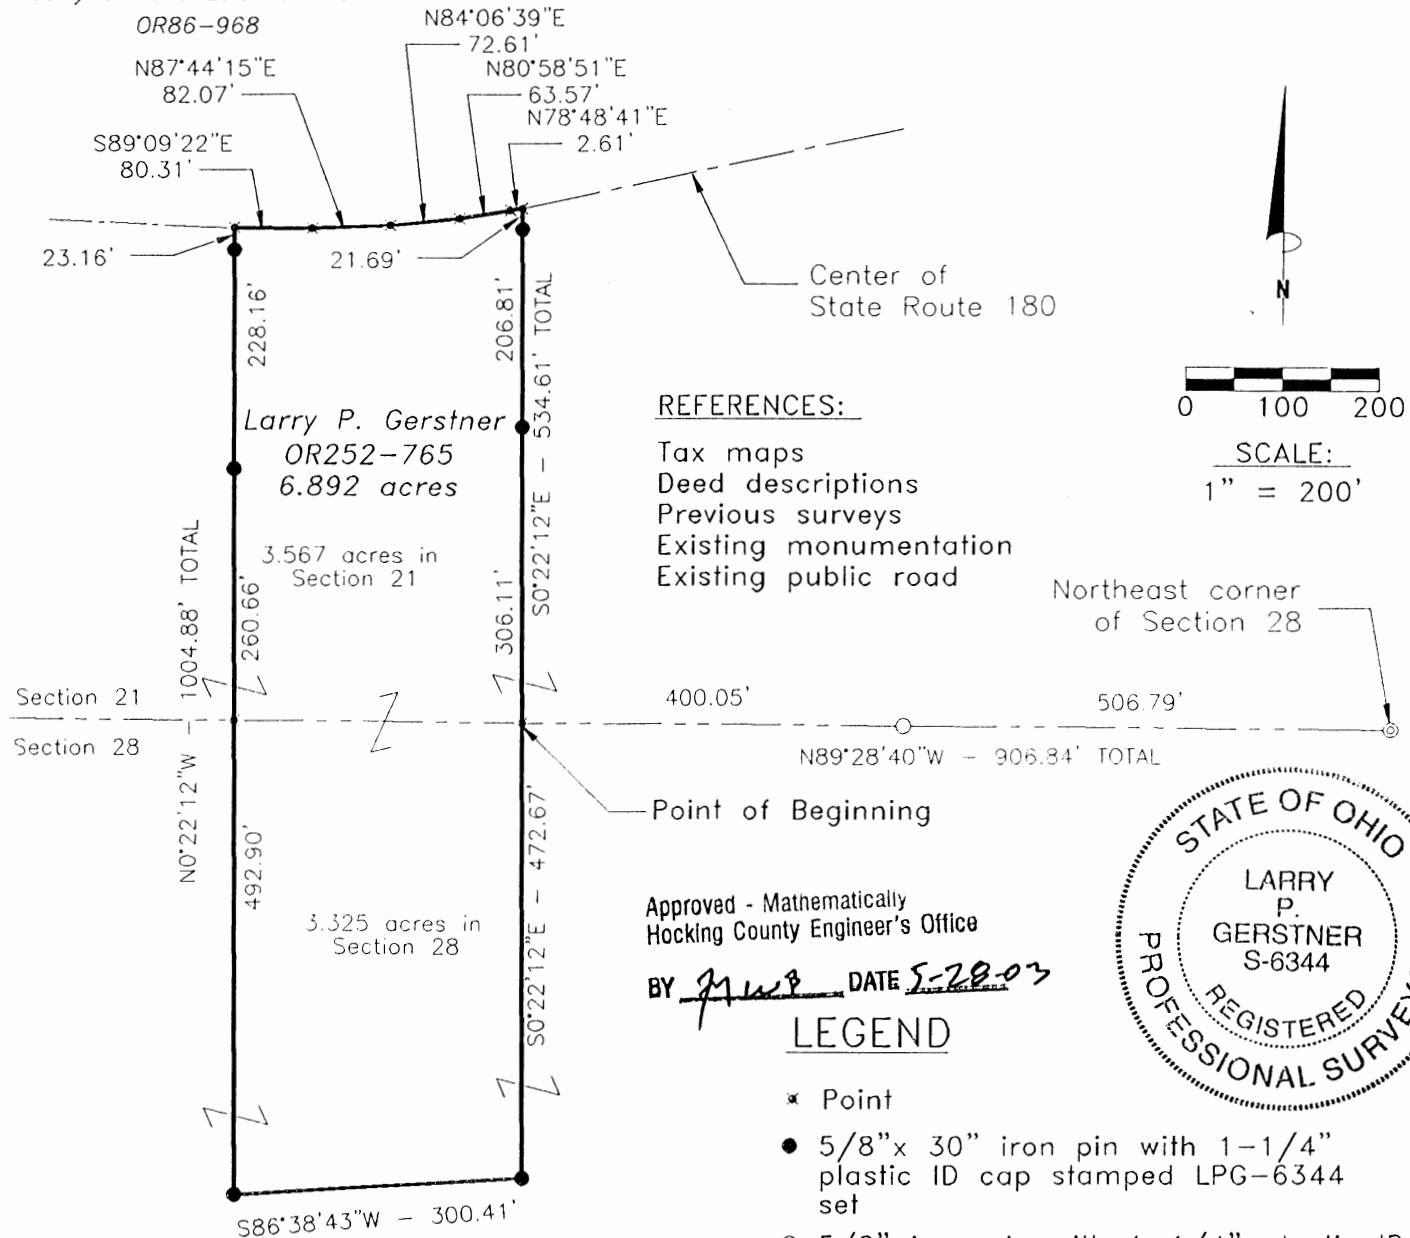 OR86-968
N84°06'39"E
72.61'
N87°44'15"E
82.07'
N80°58'51"E
63.57'
N78°48'41"E
2.61'
S89°09'22"E
80.31'
23.16'
21.69'
Center of
State Route 180
N
0 100 200
SCALE:
1" = 200'
228.16'
206.81'
S0°22'12"E - 534.61' TOTAL
Larry P. Gerstner
OR252-765
6.892 acres
3.567 acres in
Section 21
REFERENCES:
Tax maps
Deed descriptions
Previous surveys
Existing monumentation
Existing public road
N0°22'12"W - 1004.88' TOTAL
260.66'
306.11'
Northeast corner
of Section 28
Section 21
Section 28
400.05'
506.79'
N89°28'40"W - 906.84' TOTAL
Point of Beginning
492.90'
S0°22'12"E - 472.67'
3.325 acres in
Section 28
Approved - Mathematically
Hocking County Engineer's Office
BY DATE 5-28-03
STATE OF OHIO
LARRY
P.
GERSTNER
S-6344
REGISTERED
PROFESSIONAL
LEGEND
Point
5/8"x 30" iron pin with 1-1/4"
plastic ID cap stamped LPG-6344
set
S86°38'43"W - 300.41'